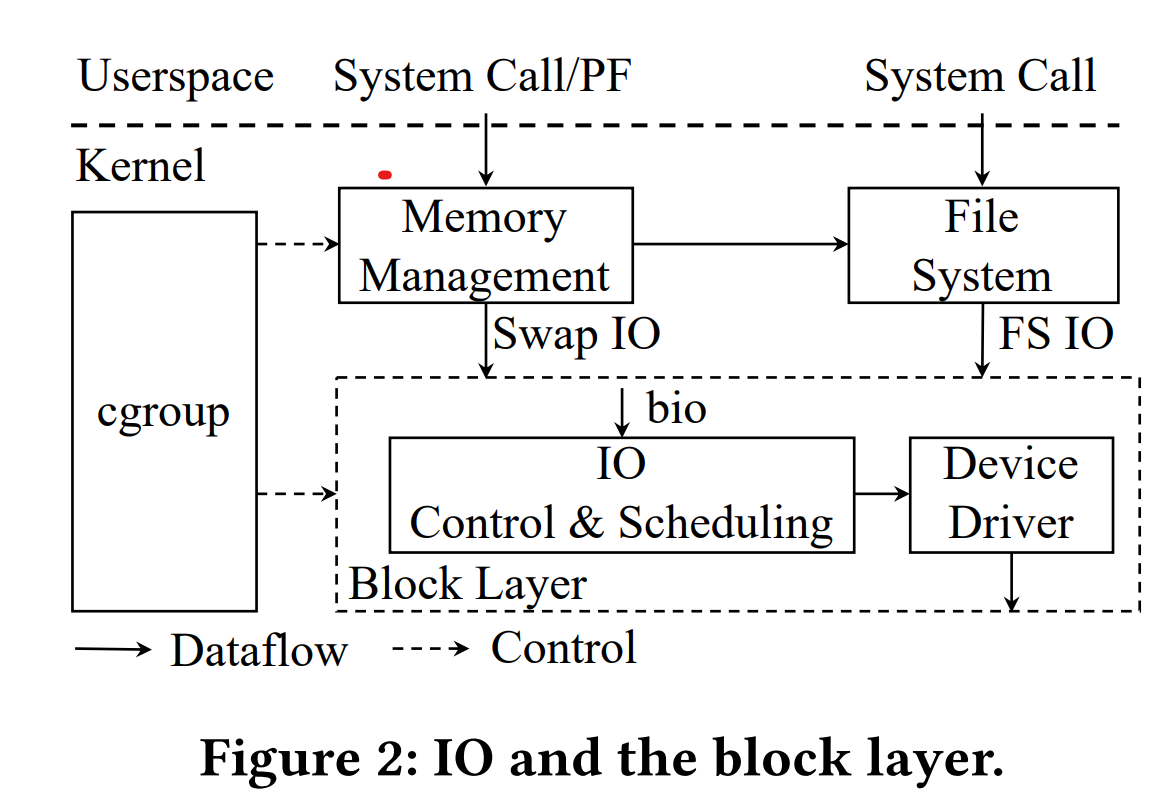 Userspace System Call/PF System Call
Kernel
Memory
Management
File
System
Swap IO
FS IO
cgroup
bio
IO
Control & Scheduling
Device
Driver
Block Layer
Dataflow
Control
Figure 2: IO and the block layer.